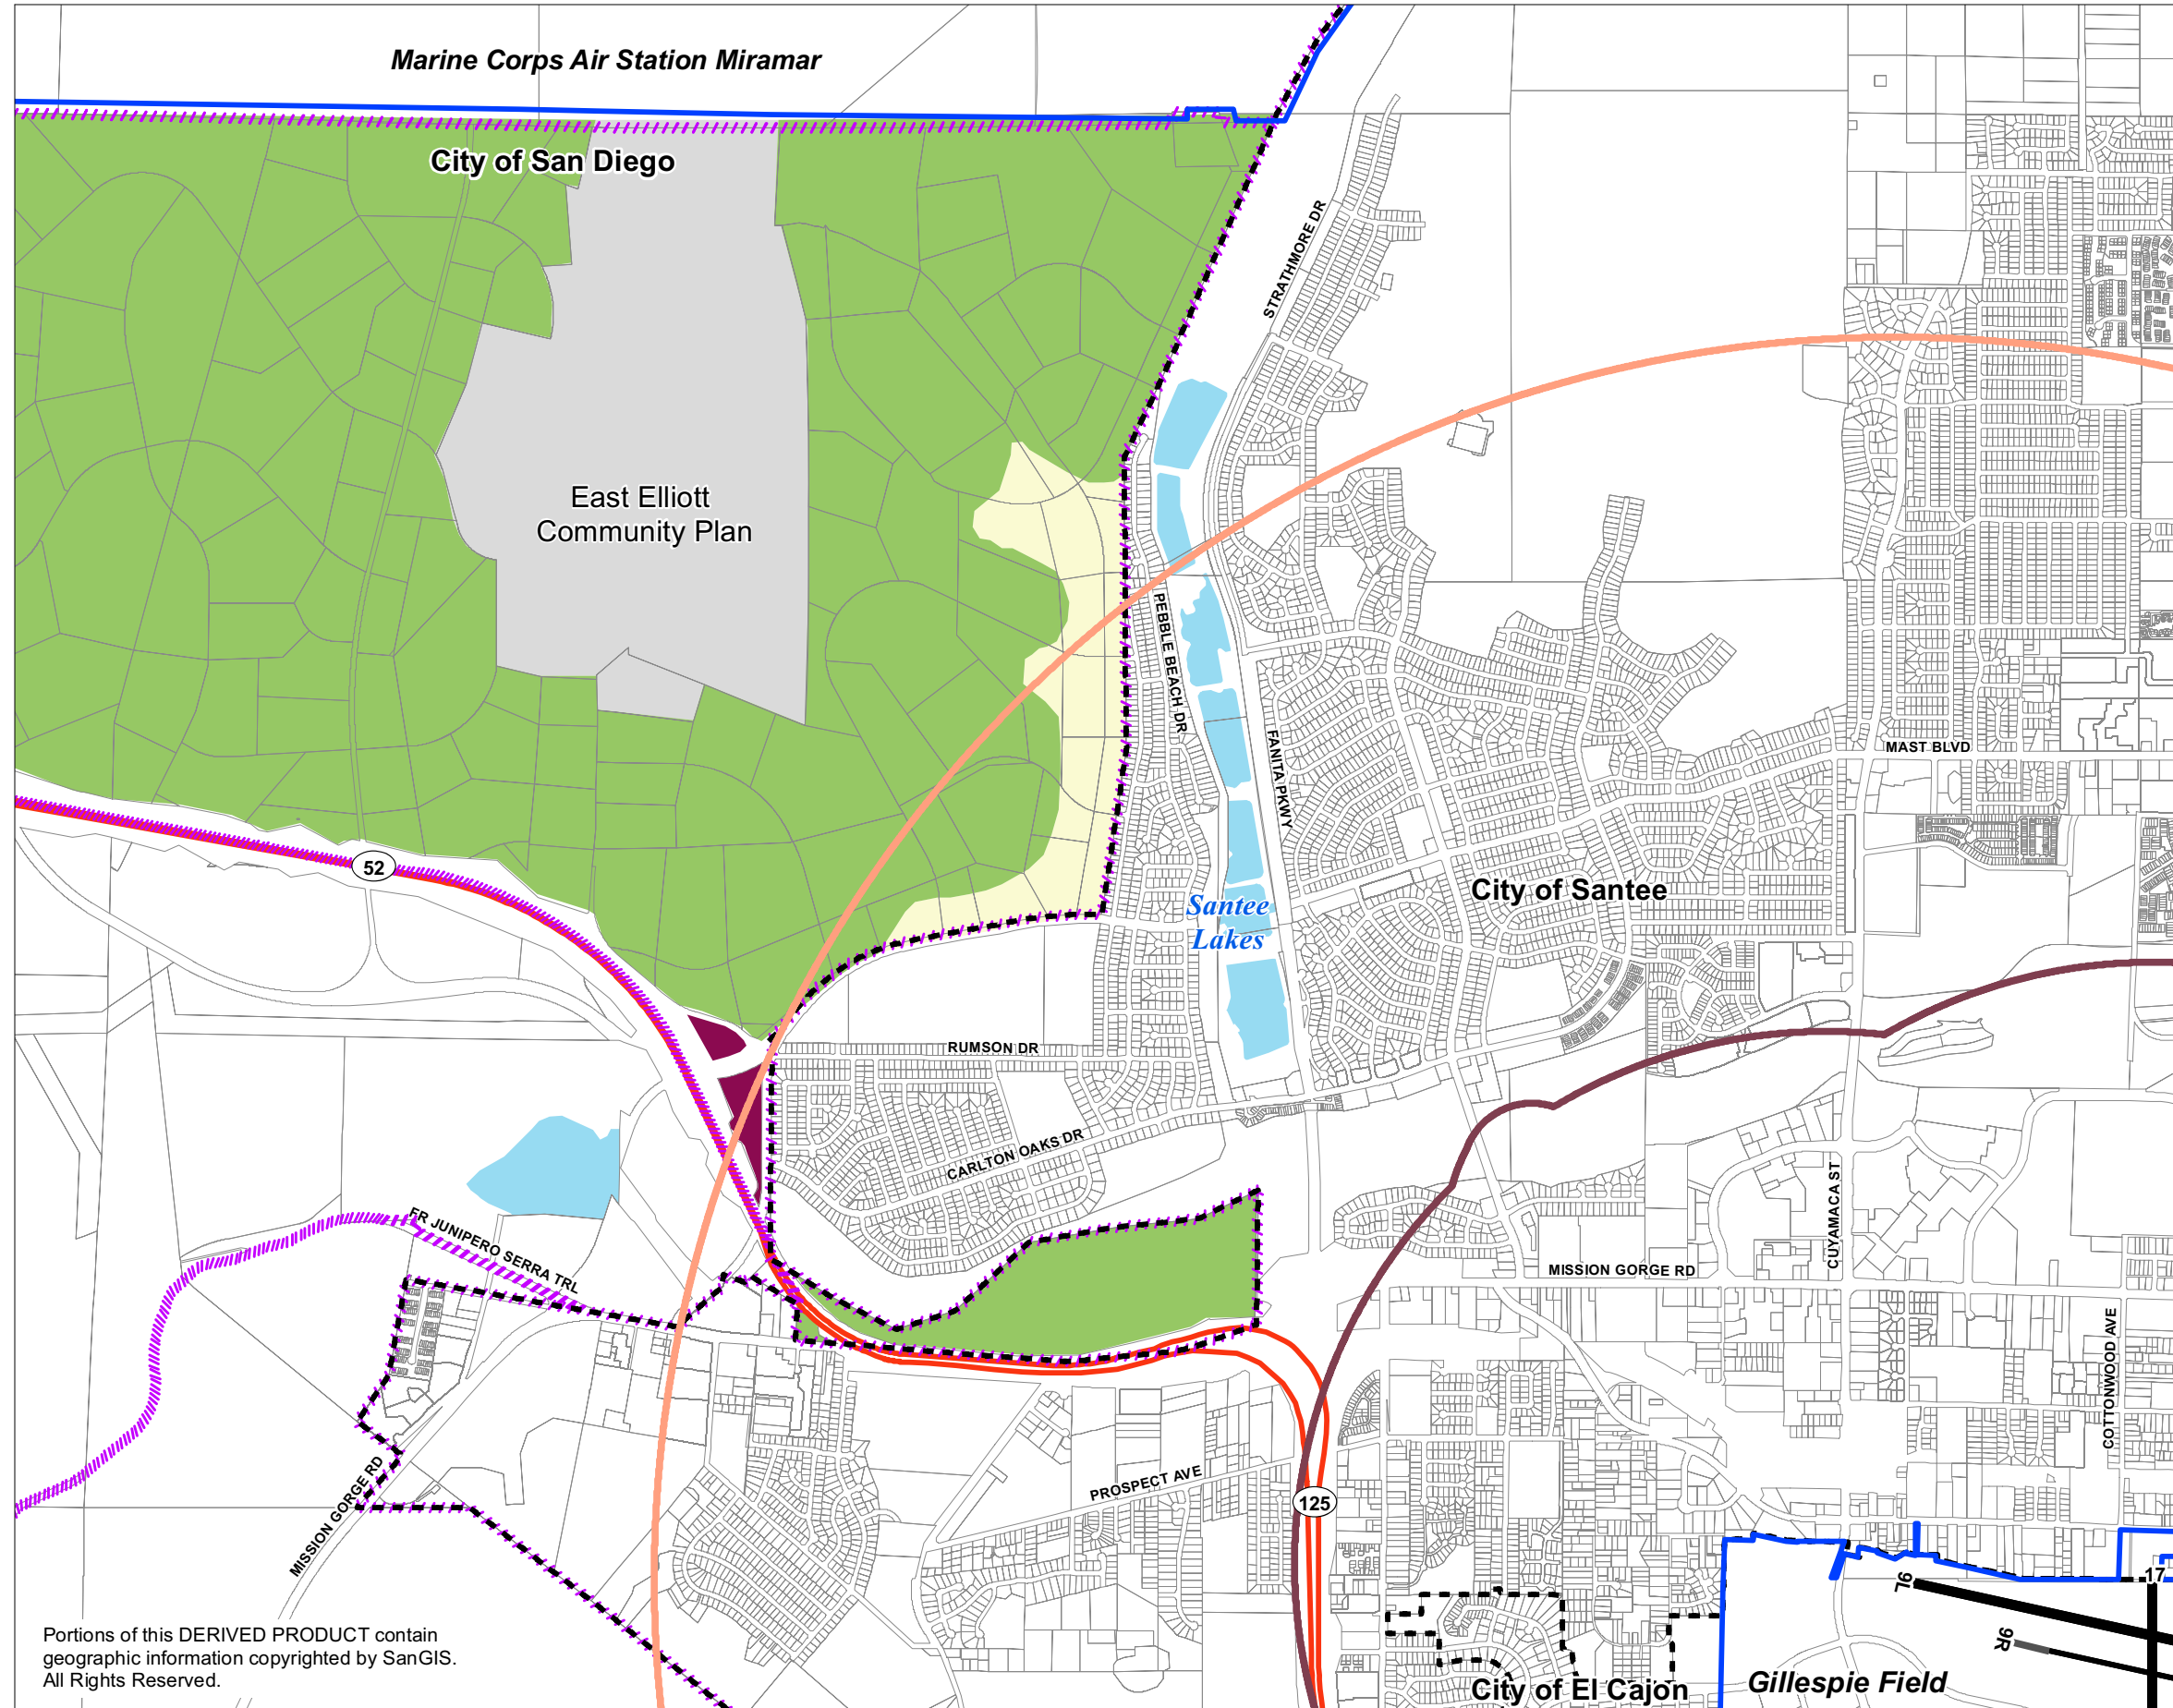 Marine Corps Air Station Miramar
City of San Diego
STRATHMORE DR
East Elliott
Community Plan
PEBBLE BEACH DR
FANITA PKWY
MAST BLVD
52
City of Santee
Santee
Lakes
RUMSON DR
CARLTON OAKS DR
CUYAMACA ST
FR JUNIPERO SERRA TRL
MISSION GORGE RD
COTTONWOOD AVE
PROSPECT AVE
125
MISSION GORGE RD
17
9L
9R
Portions of this DERIVED PRODUCT contain
geographic information copyrighted by SanGIS.
All Rights Reserved.
City of El Cajon
Gillespie Field